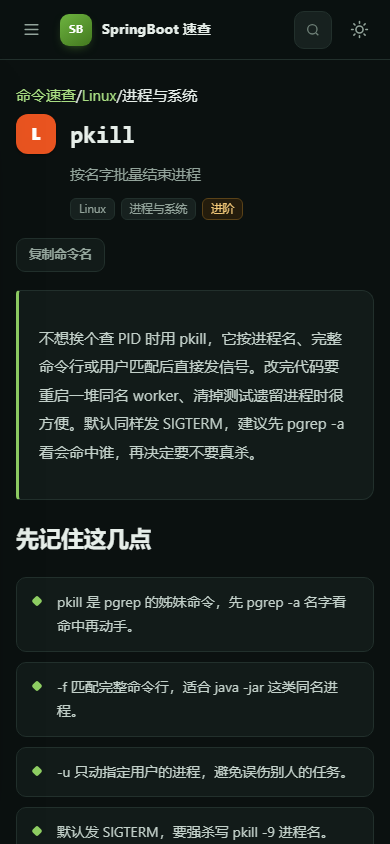 SB SpringBoot 速查
命令速查/Linux/进程与系统
L pkill
按名字批量结束进程
Linux 进程与系统 进阶
复制命令名
不想挨个查 PID 时用 pkill，它按进程名、完整
命令行或用户匹配后直接发信号。改完代码要
重启一堆同名 worker、清掉测试遗留进程时很
方便。默认同样发 SIGTERM，建议先 pgrep -a
看会命中谁，再决定要不要真杀。
先记住这几点
pkill 是 pgrep 的姊妹命令，先 pgrep -a 名字看
命中再动手。
-f 匹配完整命令行，适合 java -jar 这类同名进
程。
-u 只动指定用户的进程，避免误伤别人的任务。
默认发 SIGTERM，要强杀写 pkill -9 进程名。